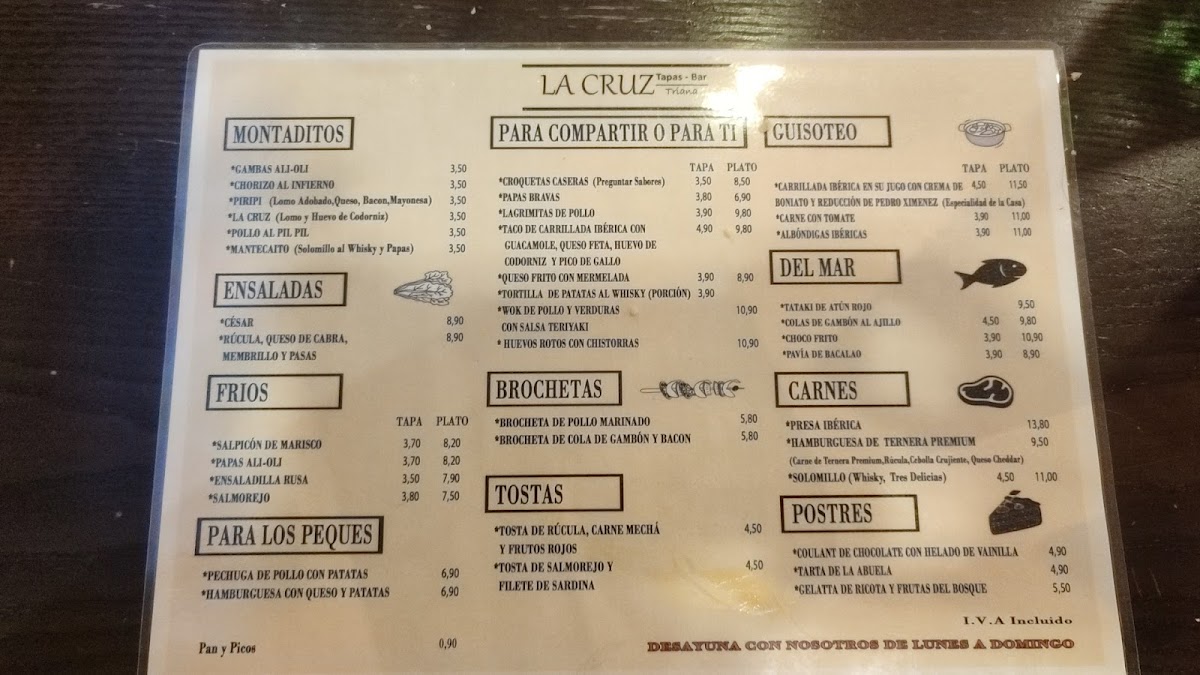 LA CRUZ Tapas - Bar
Triana
MONTADITOS
*GAMBAS ALI-OLI 3,50
*CHORIZO AL INFIERNO 3,50
*PIRIPI (Lomo Adobado,Queso, Bacon,Mayonesa) 3,50
*LA CRUZ (Lomo y Huevo de Codorniz) 3,50
*POLLO AL PIL PIL 3,50
*MANTECAITO (Solomillo al Whisky y Papas) 3,50
ENSALADAS
*CÉSAR 8,90
*RÚCULA, QUESO DE CABRA, 8,90
MEMBRILLO Y PASAS
FRIOS
TAPA PLATO
*SALPICÓN DE MARISCO 3,70 8,20
*PAPAS ALI-OLI 3,70 8,20
*ENSALADILLA RUSA 3,50 7,90
*SALMOREJO 3,80 7,50
PARA LOS PEQUES
*PECHUGA DE POLLO CON PATATAS 6,90
*HAMBURGUESA CON QUESO Y PATATAS 6,90
Pan y Picos 0,90
PARA COMPARTIR O PARA TI
TAPA PLATO
*CROQUETAS CASERAS (Preguntar Sabores) 3,50 8,50
*PAPAS BRAVAS 3,80 6,90
*LAGRIMITAS DE POLLO 3,90 9,80
*TACO DE CARRILLADA IBÉRICA CON 4,90 9,80
GUACAMOLE, QUESO FETA, HUEVO DE
CODORNIZ Y PICO DE GALLO
*QUESO FRITO CON MERMELADA 3,90 8,90
*TORTILLA DE PATATAS AL WHISKY (PORCIÓN) 3,90
*WOK DE POLLO Y VERDURAS 10,90
CON SALSA TERIYAKI
* HUEVOS ROTOS CON CHISTORRAS 10,90
BROCHETAS
*BROCHETA DE POLLO MARINADO 5,80
*BROCHETA DE COLA DE GAMBÓN Y BACON 5,80
TOSTAS
*TOSTA DE RÚCULA, CARNE MECHÁ 4,50
Y FRUTOS ROJOS
*TOSTA DE SALMOREJO Y 4,50
FILETE DE SARDINA
GUISOTEO
TAPA PLATO
*CARRILLADA IBÉRICA EN SU JUGO CON CREMA DE 4,50 11,50
BONIATO Y REDUCCIÓN DE PEDRO XIMENEZ (Especialidad de la Casa)
*CARNE CON TOMATE 3,90 11,00
*ALBÓNDIGAS IBÉRICAS 3,90 11,00
DEL MAR
*TATAKI DE ATÚN ROJO 9,50
*COLAS DE GAMBÓN AL AJILLO 4,50 9,80
*CHOCO FRITO 3,90 10,90
*PAVÍA DE BACALAO 3,90 8,90
CARNES
*PRESA IBÉRICA 13,80
*HAMBURGUESA DE TERNERA PREMIUM 9,50
(Carne de Ternera Premium,Rúcula,Cebolla Crujiente, Queso Cheddar)
*SOLOMILLO (Whisky, Tres Delicias) 4,50 11,00
POSTRES
*COULANT DE CHOCOLATE CON HELADO DE VAINILLA 4,90
*TARTA DE LA ABUELA 4,90
*GELATTA DE RICOTA Y FRUTAS DEL BOSQUE 5,50
I.V.A Incluido
DESAYUNA CON NOSOTROS DE LUNES A DOMINGO